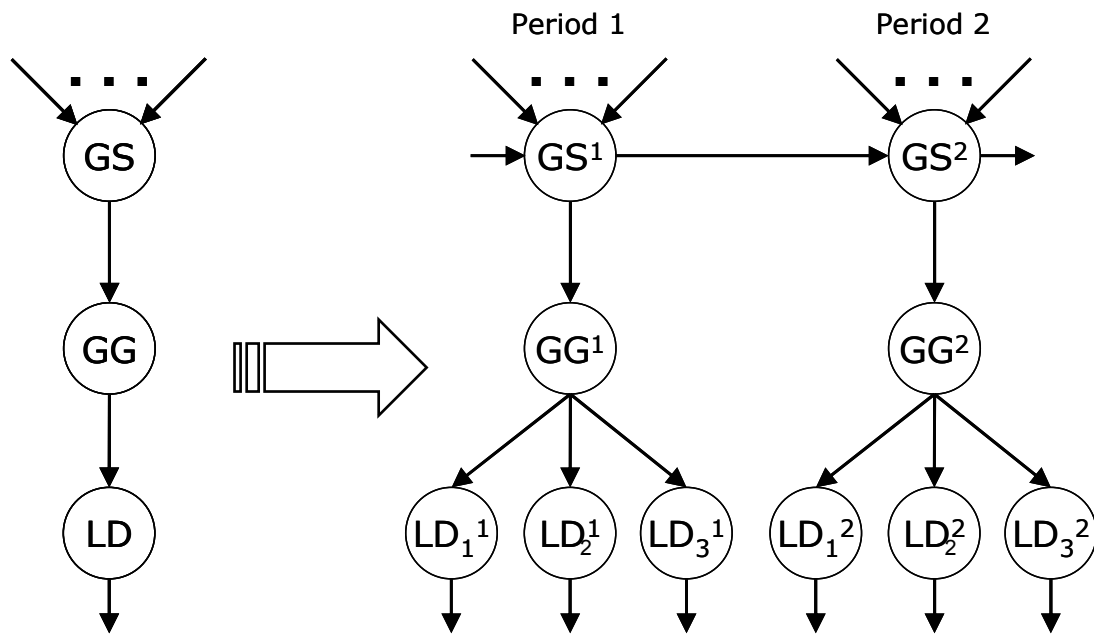 Period 1 Period 2
. . . . . . . . .
GS GS¹ GS²
GG GG¹ GG²
LD LD₁¹ LD₂¹ LD₃¹ LD₁² LD₂² LD₃²